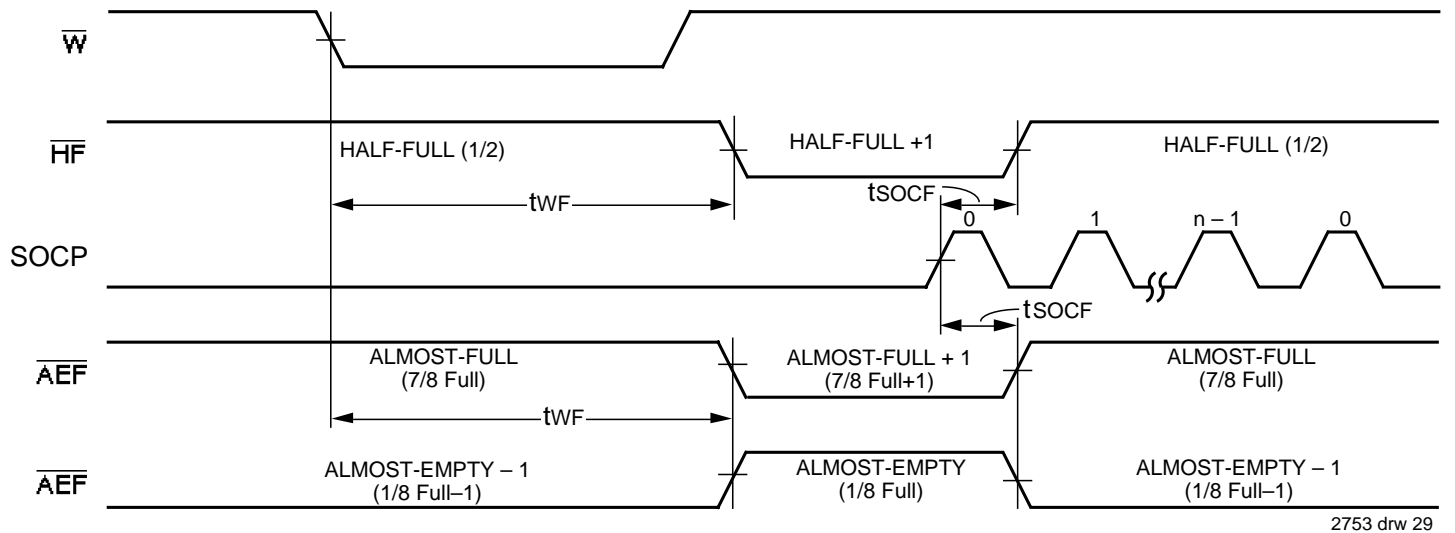 W̅
H̅F̅
HALF-FULL (1/2)
HALF-FULL +1
HALF-FULL (1/2)
tWF
tSOCF
SOCP
0
1
n – 1
0
tSOCF
A̅E̅F̅
ALMOST-FULL
(7/8 Full)
ALMOST-FULL + 1
(7/8 Full+1)
ALMOST-FULL
(7/8 Full)
tWF
A̅E̅F̅
ALMOST-EMPTY – 1
(1/8 Full–1)
ALMOST-EMPTY
(1/8 Full)
ALMOST-EMPTY – 1
(1/8 Full–1)
2753 drw 29